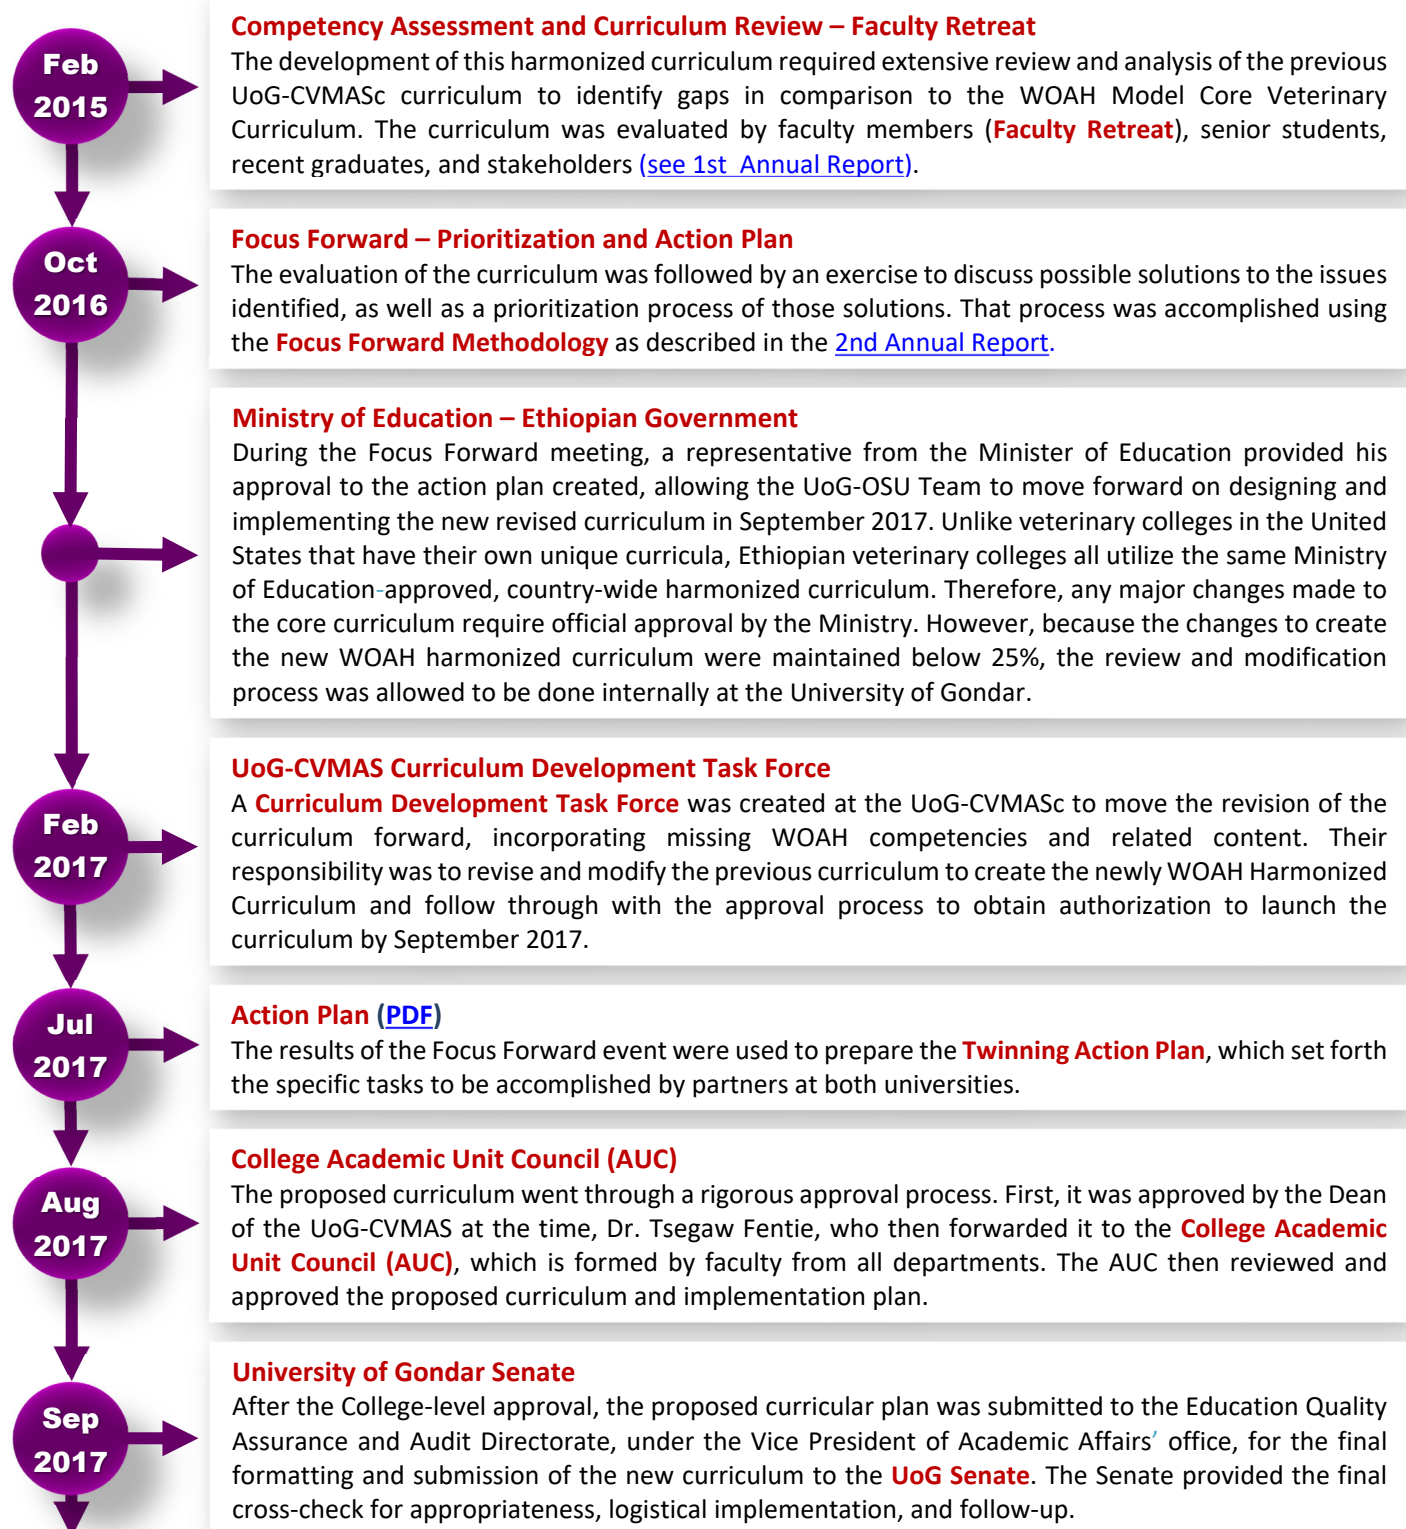 Feb
2015
Competency Assessment and Curriculum Review – Faculty Retreat
The development of this harmonized curriculum required extensive review and analysis of the previous
UoG-CVMASc curriculum to identify gaps in comparison to the WOAH Model Core Veterinary
Curriculum. The curriculum was evaluated by faculty members (Faculty Retreat), senior students,
recent graduates, and stakeholders (see 1st  Annual Report).
Oct
2016
Focus Forward – Prioritization and Action Plan
The evaluation of the curriculum was followed by an exercise to discuss possible solutions to the issues
identified, as well as a prioritization process of those solutions. That process was accomplished using
the Focus Forward Methodology as described in the 2nd Annual Report.
Ministry of Education – Ethiopian Government
During the Focus Forward meeting, a representative from the Minister of Education provided his
approval to the action plan created, allowing the UoG-OSU Team to move forward on designing and
implementing the new revised curriculum in September 2017. Unlike veterinary colleges in the United
States that have their own unique curricula, Ethiopian veterinary colleges all utilize the same Ministry
of Education-approved, country-wide harmonized curriculum. Therefore, any major changes made to
the core curriculum require official approval by the Ministry. However, because the changes to create
the new WOAH harmonized curriculum were maintained below 25%, the review and modification
process was allowed to be done internally at the University of Gondar.
Feb
2017
UoG-CVMAS Curriculum Development Task Force
A Curriculum Development Task Force was created at the UoG-CVMASc to move the revision of the
curriculum forward, incorporating missing WOAH competencies and related content. Their
responsibility was to revise and modify the previous curriculum to create the newly WOAH Harmonized
Curriculum and follow through with the approval process to obtain authorization to launch the
curriculum by September 2017.
Jul
2017
Action Plan (PDF)
The results of the Focus Forward event were used to prepare the Twinning Action Plan, which set forth
the specific tasks to be accomplished by partners at both universities.
Aug
2017
College Academic Unit Council (AUC)
The proposed curriculum went through a rigorous approval process. First, it was approved by the Dean
of the UoG-CVMAS at the time, Dr. Tsegaw Fentie, who then forwarded it to the College Academic
Unit Council (AUC), which is formed by faculty from all departments. The AUC then reviewed and
approved the proposed curriculum and implementation plan.
Sep
2017
University of Gondar Senate
After the College-level approval, the proposed curricular plan was submitted to the Education Quality
Assurance and Audit Directorate, under the Vice President of Academic Affairs’ office, for the final
formatting and submission of the new curriculum to the UoG Senate. The Senate provided the final
cross-check for appropriateness, logistical implementation, and follow-up.